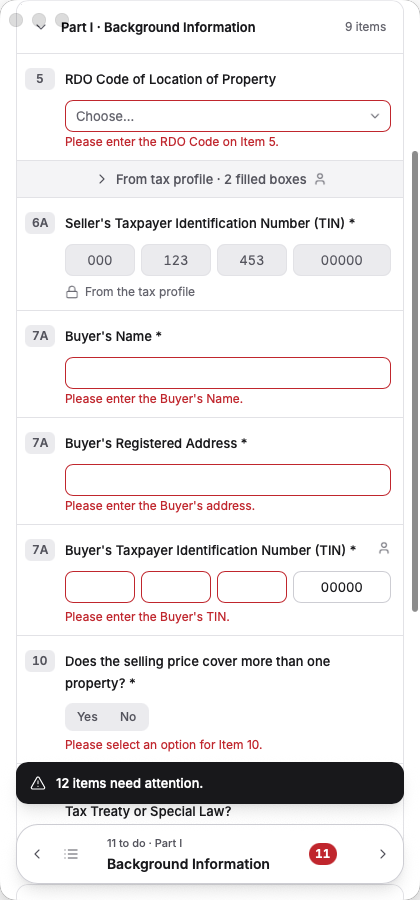 Part I · Background Information
9 items
5
RDO Code of Location of Property
Choose...
Please enter the RDO Code on Item 5.
From tax profile · 2 filled boxes
6A
Seller's Taxpayer Identification Number (TIN) *
000
123
453
00000
From the tax profile
7A
Buyer's Name *
Please enter the Buyer's Name.
7A
Buyer's Registered Address *
Please enter the Buyer's address.
7A
Buyer's Taxpayer Identification Number (TIN) *
00000
Please enter the Buyer's TIN.
10
Does the selling price cover more than one
property? *
Yes
No
Please select an option for Item 10.
12 items need attention.
Tax Treaty or Special Law?
11 to do · Part I
Background Information
11